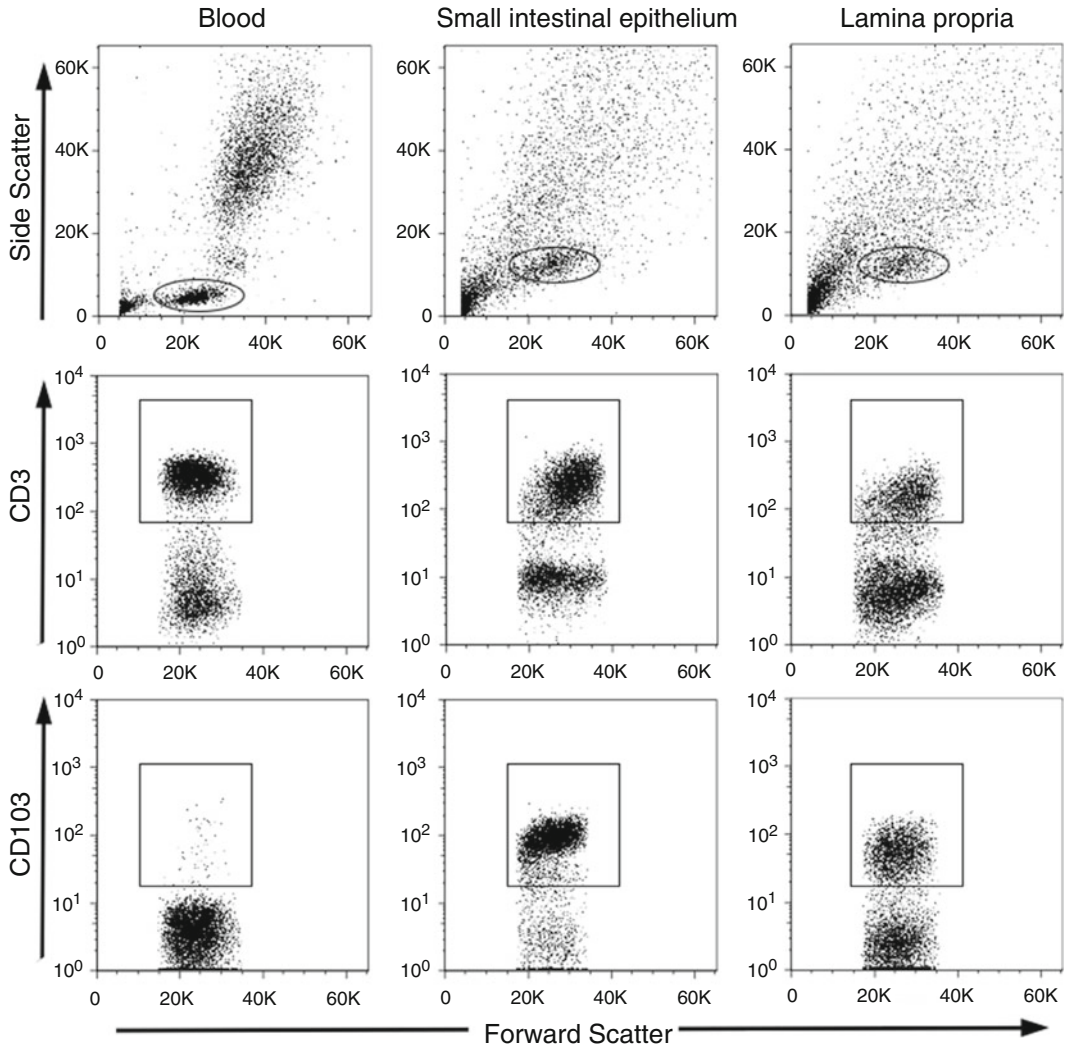 Blood Small intestinal epithelium Lamina propria
Side Scatter
60K
40K
20K
0
0 20K 40K 60K
60K
40K
20K
0
0 20K 40K 60K
60K
40K
20K
0
0 20K 40K 60K
CD3
10⁴
10³
10²
10¹
10⁰
0 20K 40K 60K
10⁴
10³
10²
10¹
10⁰
0 20K 40K 60K
10⁴
10³
10²
10¹
10⁰
0 20K 40K 60K
CD103
10⁴
10³
10²
10¹
10⁰
0 20K 40K 60K
10⁴
10³
10²
10¹
10⁰
0 20K 40K 60K
10⁴
10³
10²
10¹
10⁰
0 20K 40K 60K
Forward Scatter